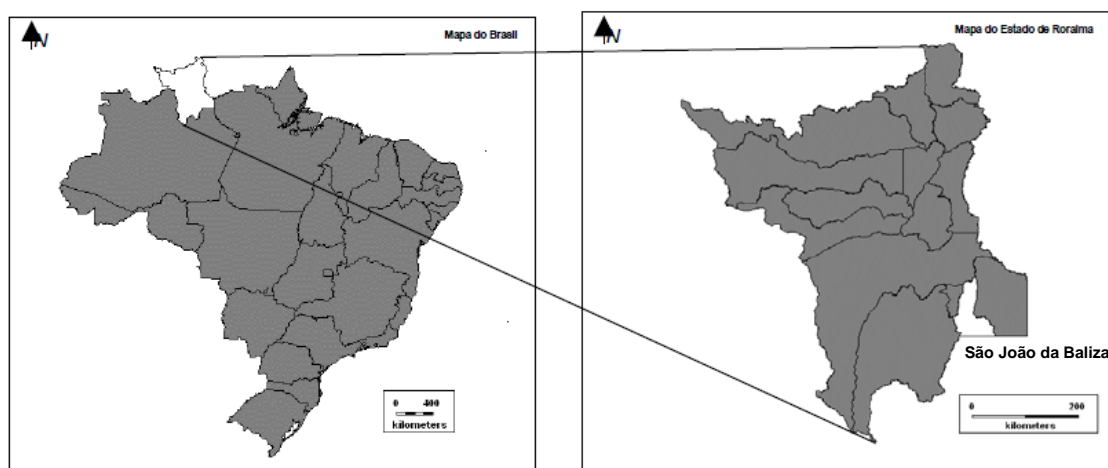 N
Mapa do Brasil
0 400
kilometers
N
Mapa do Estado de Roraima
São João da Baliza
0 200
kilometers